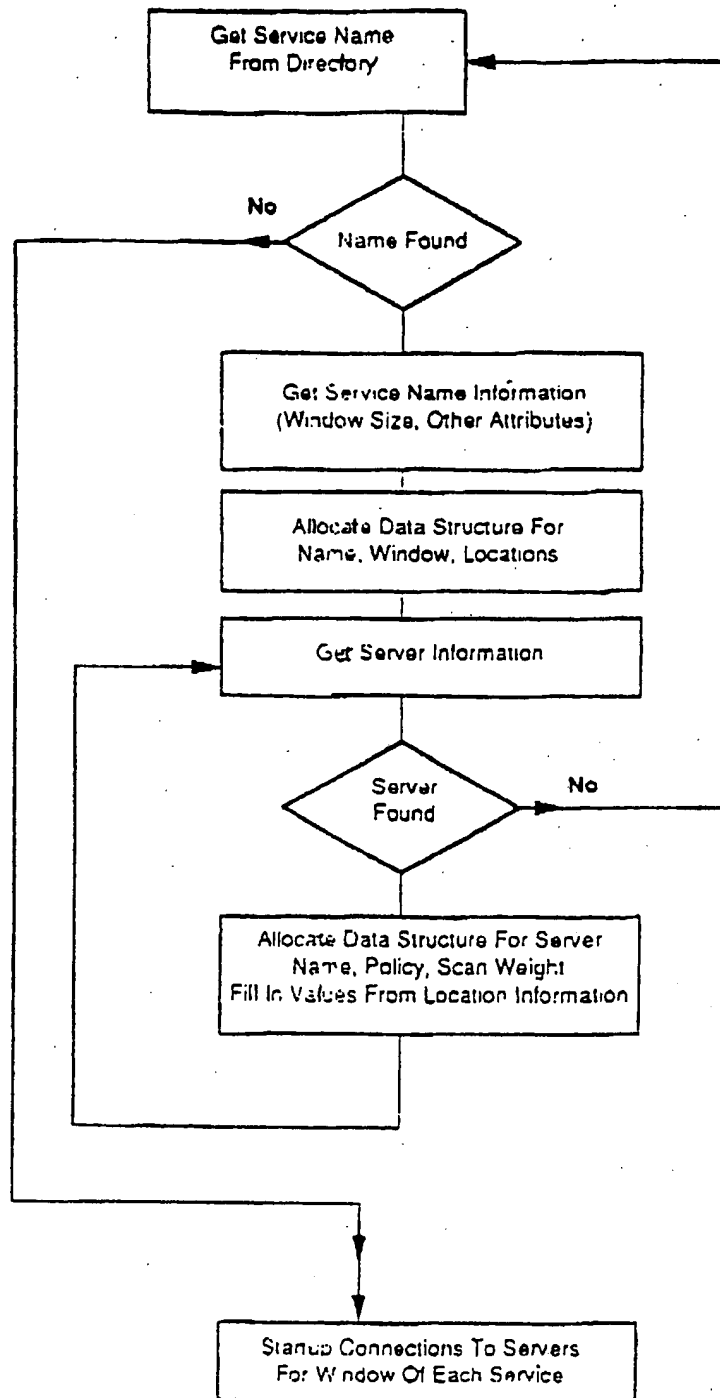 Get Service Name
From Directory
No
Name Found
Get Service Name Information
(Window Size, Other Attributes)
Allocate Data Structure For
Name, Window, Locations
Get Server Information
Server
Found
No
Allocate Data Structure For Server
Name, Policy, Scan Weight
Fill In Values From Location Information
Startup Connections To Servers
For Window Of Each Service